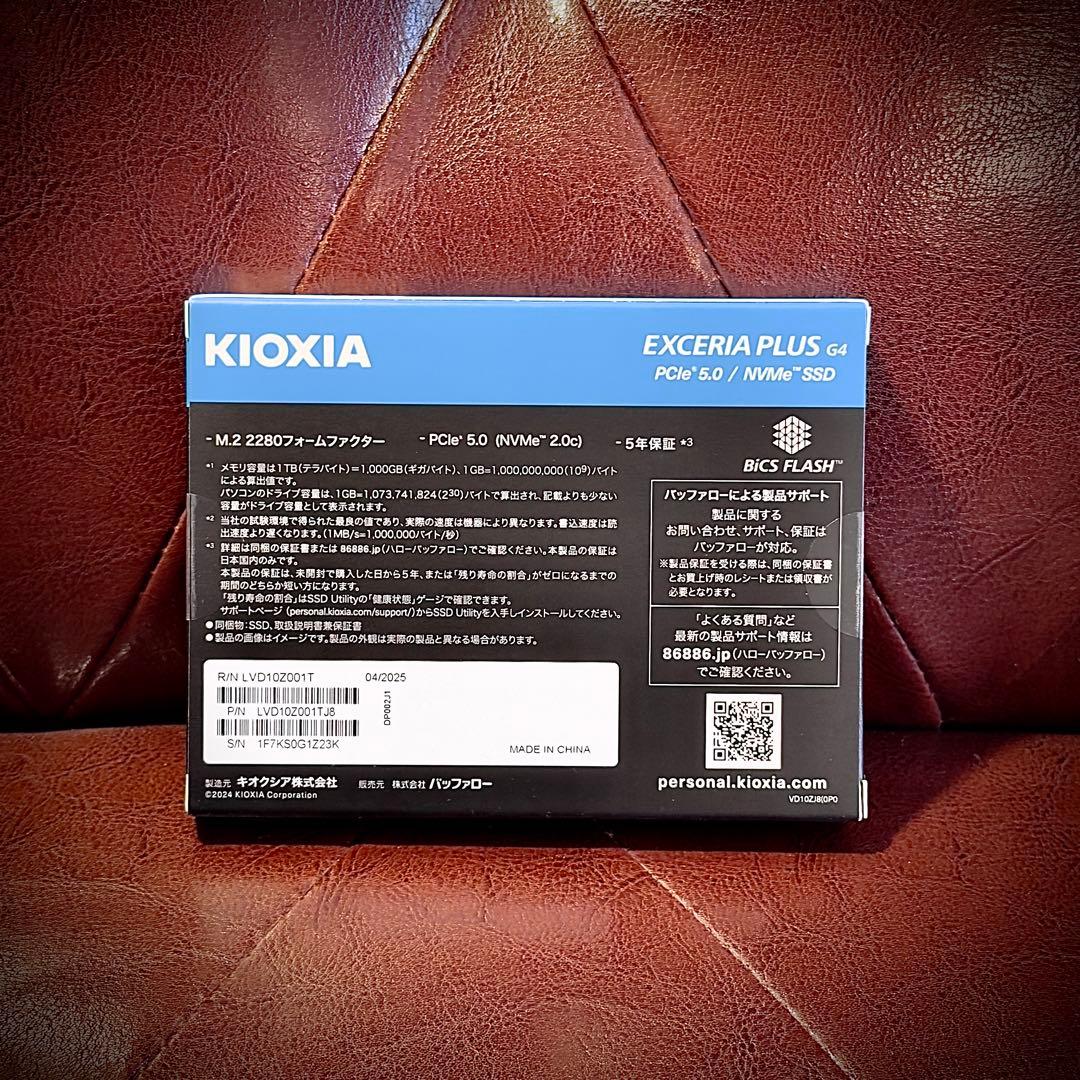 KIOXIA
EXCERIA PLUS G4
PCIe® 5.0 / NVMe™ SSD
- M.2 2280フォームファクター
- PCIe® 5.0 (NVMe™ 2.0c)
- 5年保証 *3
BiCS FLASH™
*1 メモリ容量は1TB(テラバイト)=1,000GB(ギガバイト)、1GB=1,000,000,000(10⁹)バイト
による算出値です。
パソコンのドライブ容量は、1GB=1,073,741,824(2³⁰)バイトで算出され、記載よりも少ない
容量がドライブ容量として表示されます。
*2 当社の試験環境で得られた最良の値であり、実際の速度は機器により異なります。書込速度は読
出速度より遅くなります。(1MB/s=1,000,000バイト/秒)
*3 詳細は同梱の保証書または 86886.jp(ハローバッファロー)でご確認ください。本製品の保証は
日本国内のみです。
本製品の保証は、未開封で購入した日から5年、または「残り寿命の割合」がゼロになるまでの
期間のどちらか短い方になります。
「残り寿命の割合」はSSD Utilityの「健康状態」ゲージで確認できます。
サポートページ (personal.kioxia.com/support/)からSSD Utilityを入手しインストールしてください。
●同梱物:SSD、取扱説明書兼保証書
●製品の画像はイメージです。製品の外観は実際の製品と異なる場合があります。
バッファローによる製品サポート
製品に関する
お問い合わせ、サポート、保証は
バッファローが対応。
※製品保証を受ける際は、同梱の保証書
とお買上げ時のレシートまたは領収書が
必要となります。
「よくある質問」など
最新の製品サポート情報は
86886.jp(ハローバッファロー)
でご確認ください。
R/N LVD10Z001T
04/2025
P/N LVD10Z001TJ8
DP002J1
S/N 1F7KS0G1Z23K
MADE IN CHINA
製造元 キオクシア株式会社
販売元 株式会社 バッファロー
©2024 KIOXIA Corporation
personal.kioxia.com
VD10ZJ8(0P0